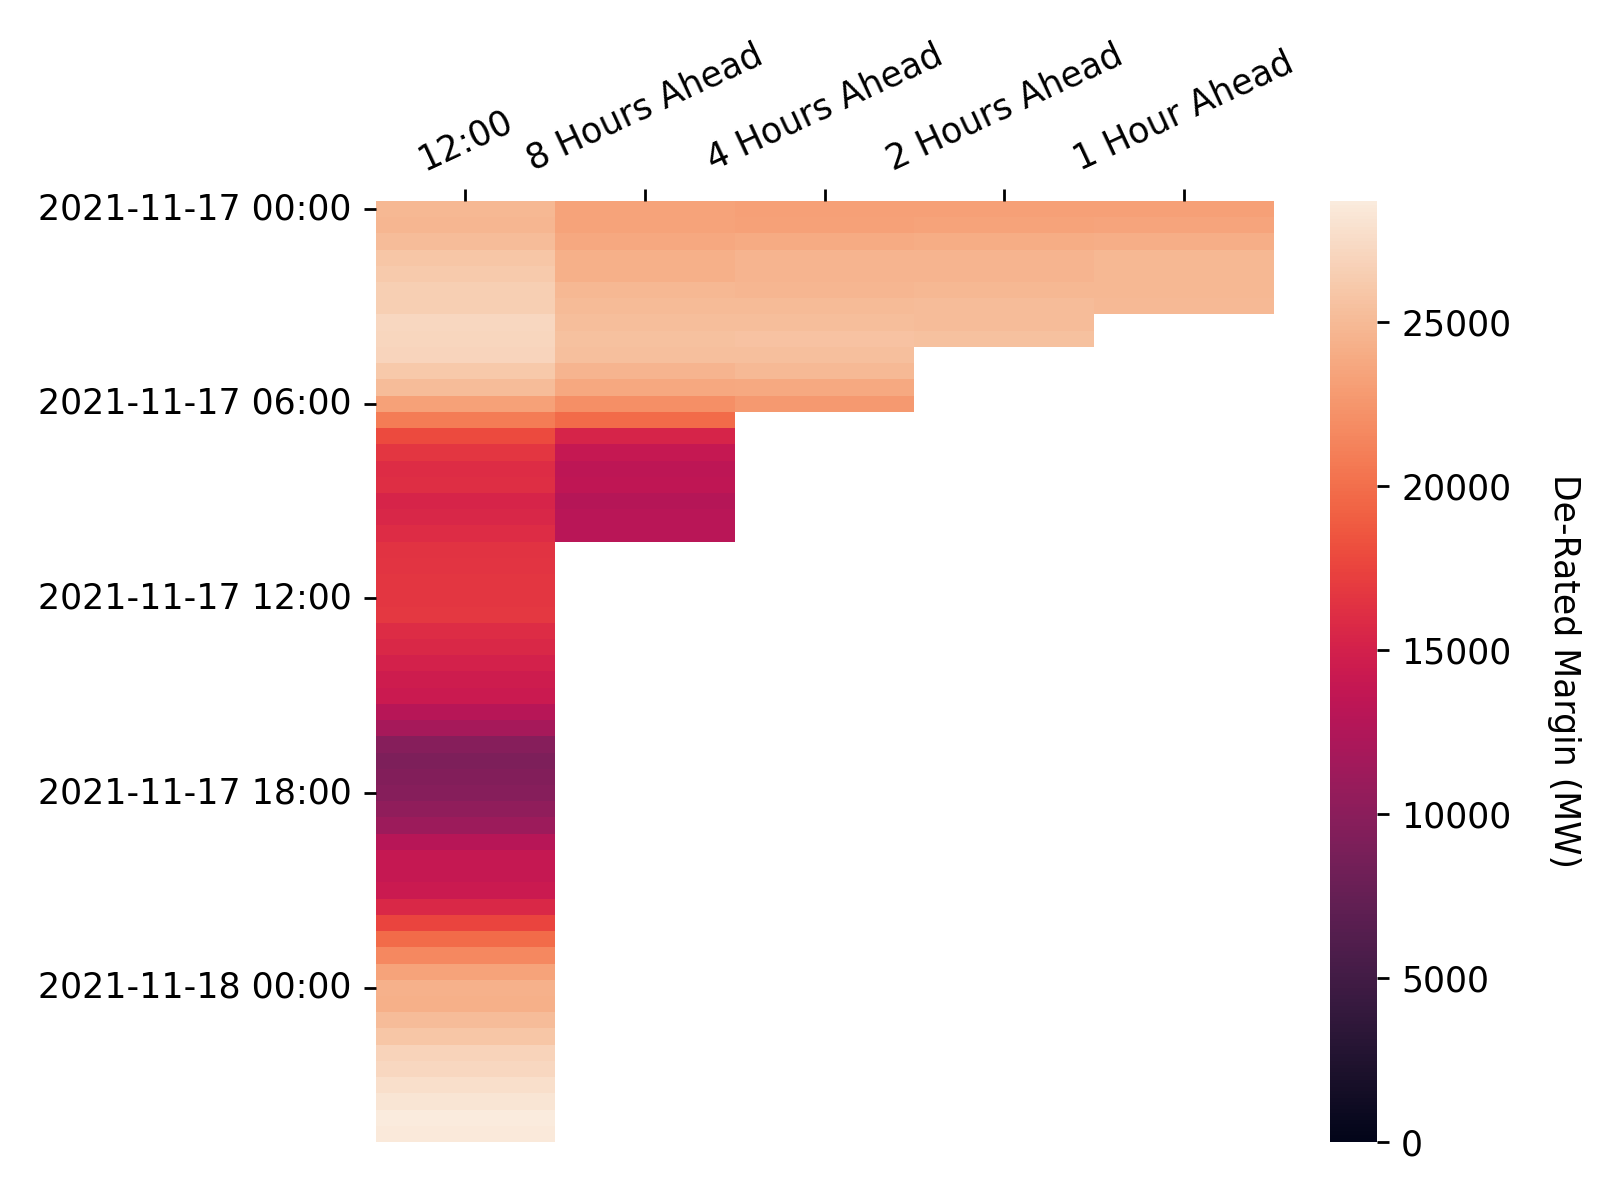 12:00
8 Hours Ahead
4 Hours Ahead
2 Hours Ahead
1 Hour Ahead
2021-11-17 00:00
2021-11-17 06:00
2021-11-17 12:00
2021-11-17 18:00
2021-11-18 00:00
25000
20000
15000
10000
5000
0
De-Rated Margin (MW)